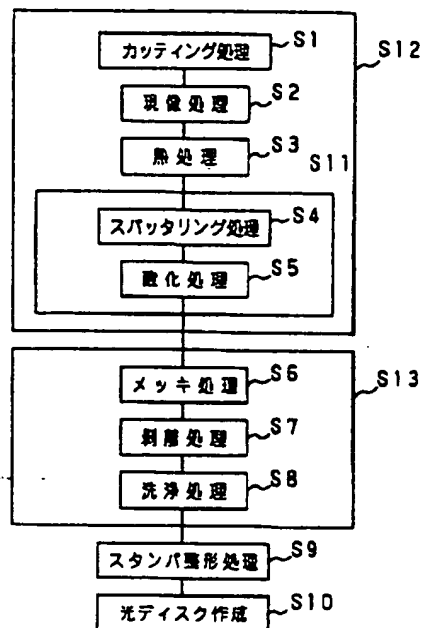 カッティング処理 S1
S12
現像処理 S2
熱処理 S3
S11
スパッタリング処理 S4
酸化処理 S5
メッキ処理 S6
S13
剥離処理 S7
洗浄処理 S8
スタンパ整形処理 S9
光ディスク作成 S10